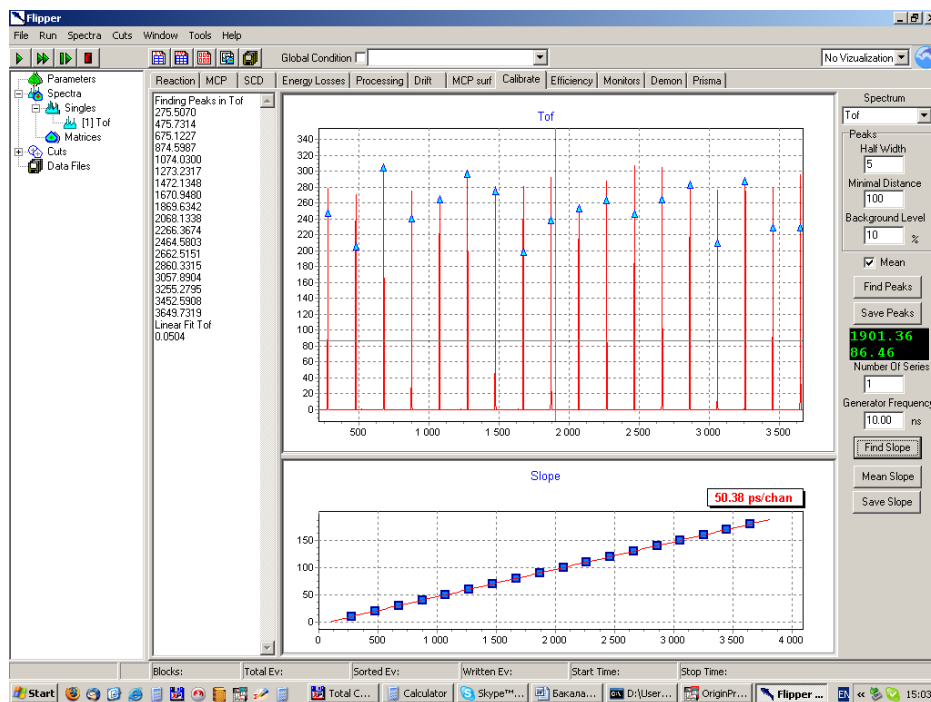 Flipper
File Run Spectra Cuts Window Tools Help
Global Condition
No Vizualization
Parameters
Spectra
Singles
[1] Tof
Matrices
Cuts
Data Files
Reaction MCP SCD Energy Losses Processing Drift MCP surf Calibrate Efficiency Monitors Demon Prisma
Finding Peaks in Tof
275.5070
475.7314
675.1227
874.5987
1074.0300
1273.2317
1472.1348
1670.9480
1869.6342
2068.1338
2266.3674
2464.5803
2662.5151
2860.3315
3057.8904
3255.2795
3452.5908
3649.7319
Linear Fit Tof
0.0504
Tof
340
320
300
280
260
240
220
200
180
160
140
120
100
80
60
40
20
0
500 1 000 1 500 2 000 2 500 3 000 3 500
Slope
50.38 ps/chan
150
100
50
0
0 500 1 000 1 500 2 000 2 500 3 000 3 500 4 000
Spectrum
Tof
Peaks
Half Width
5
Minimal Distance
100
Background Level
10 %
Mean
Find Peaks
Save Peaks
1901.36
86.46
Number Of Series
1
Generator Frequency
10.00 ns
Find Slope
Mean Slope
Save Slope
Blocks: Total Ev: Sorted Ev: Written Ev: Start Time: Stop Time:
Start Total C... Calculator Skype™... Бакала... D:\User... OriginPr... Flipper ... EN « 15:03